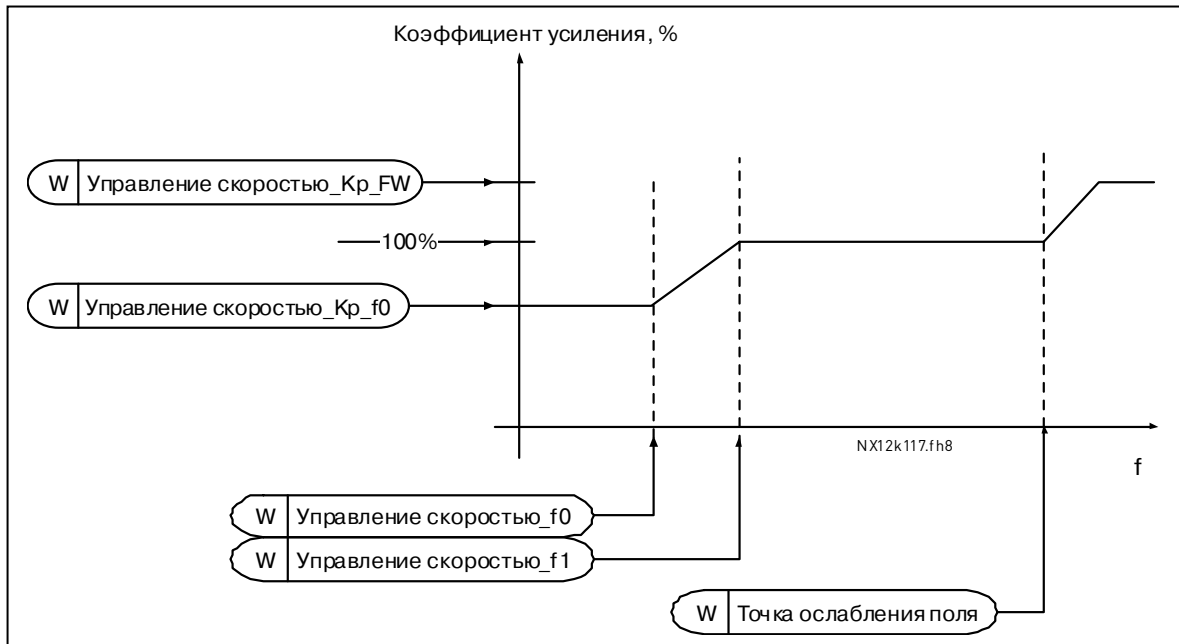 Коэффициент усиления, %
W Управление скоростью_Kp_FW
100%
W Управление скоростью_Kp_f0
NX12k117.fh8
f
W Управление скоростью_f0
W Управление скоростью_f1
W Точка ослабления поля